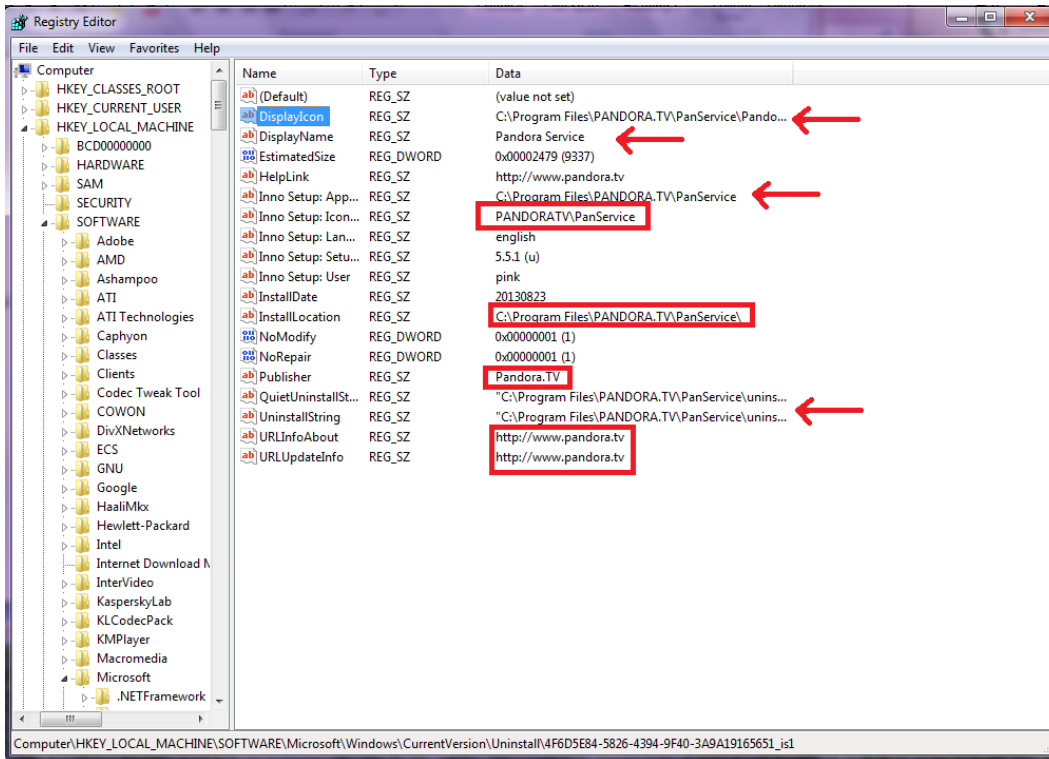 Registry Editor
File Edit View Favorites Help
Computer
HKEY_CLASSES_ROOT
HKEY_CURRENT_USER
HKEY_LOCAL_MACHINE
BCD00000000
HARDWARE
SAM
SECURITY
SOFTWARE
Adobe
AMD
Ashampoo
ATI
ATI Technologies
Caphyon
Classes
Clients
Codec Tweak Tool
COWON
DivXNetworks
ECS
GNU
Google
HaaliMkx
Hewlett-Packard
Intel
Internet Download
InterVideo
KasperskyLab
KLCodecPack
KMPlayer
Macromedia
Microsoft
.NETFramework
Name Type Data
(Default) REG_SZ (value not set)
DisplayIcon REG_SZ C:\Program Files\PANDORA.TV\PanService\Pando...
DisplayName REG_SZ Pandora Service
EstimatedSize REG_DWORD 0x00002479 (9337)
HelpLink REG_SZ http://www.pandora.tv
Inno Setup: App... REG_SZ C:\Program Files\PANDORA.TV\PanService
Inno Setup: Icon... REG_SZ PANDORATV\PanService
Inno Setup: Lan... REG_SZ english
Inno Setup: Setu... REG_SZ 5.5.1 (u)
Inno Setup: User REG_SZ pink
InstallDate REG_SZ 20130823
InstallLocation REG_SZ C:\Program Files\PANDORA.TV\PanService\
NoModify REG_DWORD 0x00000001 (1)
NoRepair REG_DWORD 0x00000001 (1)
Publisher REG_SZ Pandora.TV
QuietUninstallSt... REG_SZ "C:\Program Files\PANDORA.TV\PanService\unins...
UninstallString REG_SZ "C:\Program Files\PANDORA.TV\PanService\unins...
URLInfoAbout REG_SZ http://www.pandora.tv
URLUpdateInfo REG_SZ http://www.pandora.tv
Computer\HKEY_LOCAL_MACHINE\SOFTWARE\Microsoft\Windows\CurrentVersion\Uninstall\4F6D5E84-5826-4394-9F40-3A9A19165651_is1